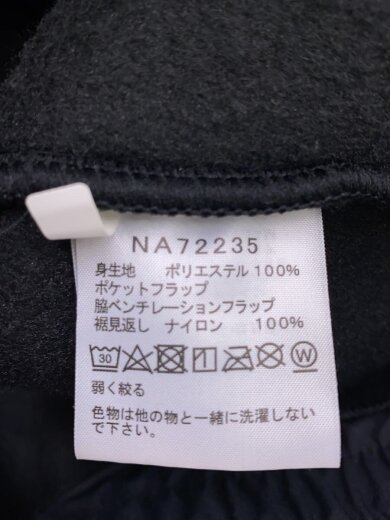 NA72235
身生地 ポリエステル 100%
ポケットフラップ
脇ベンチレーションフラップ
裾見返し ナイロン 100%
30 W
弱く絞る
色物は他の物と一緒に洗濯しない
で下さい。